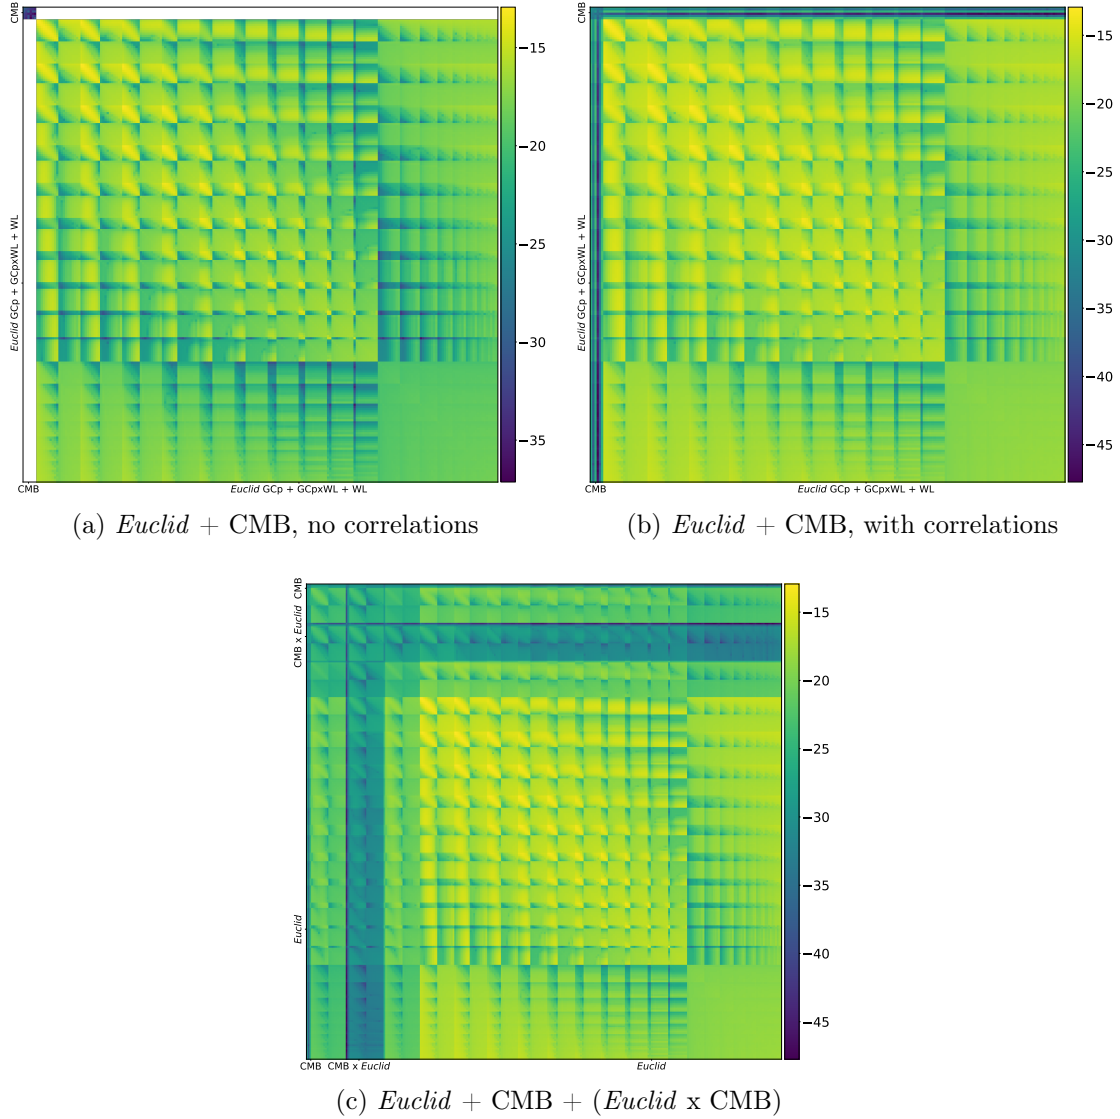 CMB
Euclid GCp + GCpxWL + WL
−15
−20
−25
−30
−35
CMB
Euclid GCp + GCpxWL + WL
(a) Euclid + CMB, no correlations
CMB
Euclid GCp + GCpxWL + WL
−15
−20
−25
−30
−35
−40
−45
CMB
Euclid GCp + GCpxWL + WL
(b) Euclid + CMB, with correlations
CMB
CMB x Euclid
Euclid
−15
−20
−25
−30
−35
−40
−45
CMB
CMB x Euclid
Euclid
(c) Euclid + CMB + (Euclid x CMB)